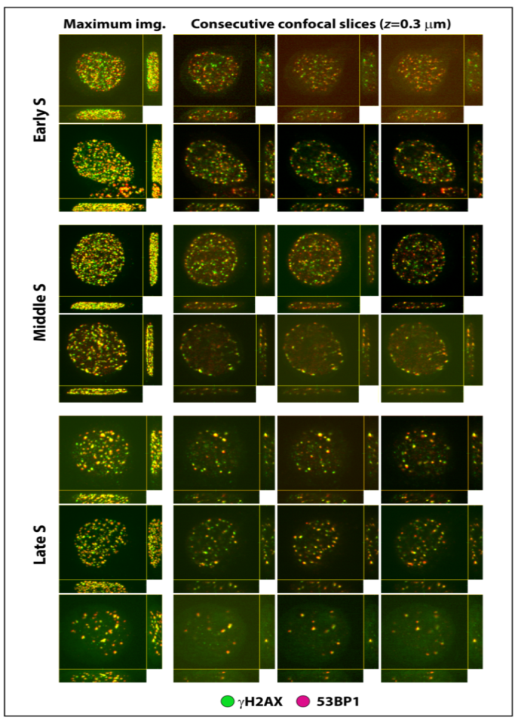 Maximum img. Consecutive confocal slices (z=0.3 μm)
Early S
Middle S
Late S
γH2AX 53BP1